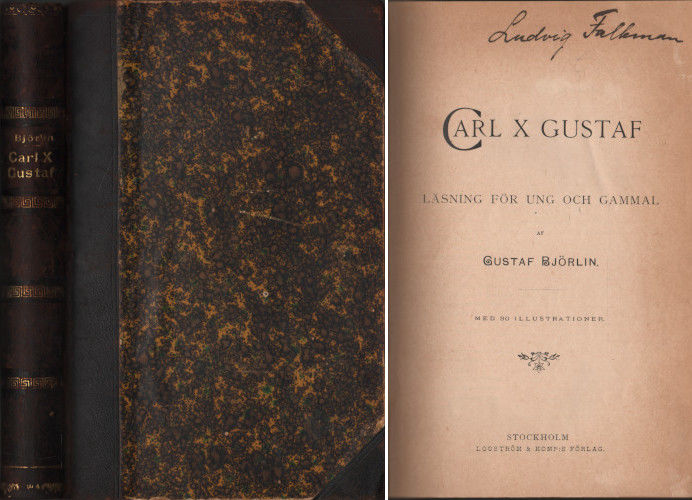 Björlin
Carl X
Gustaf
Ludvig Falkman
CARL X GUSTAF
LÄSNING FÖR UNG OCH GAMMAL
AF
GUSTAF BJÖRLIN.
MED 80 ILLUSTRATIONER.
STOCKHOLM
LOOSTRÖM & KOMP:S FÖRLAG.